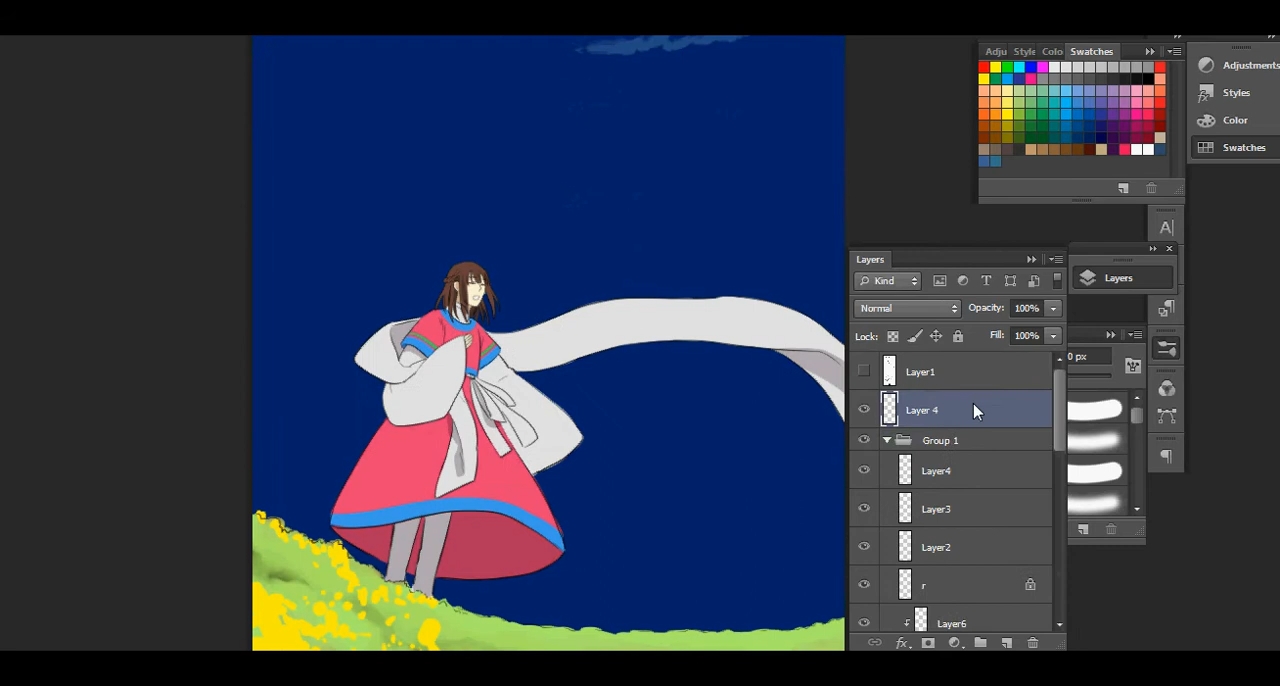 Adju Style Colo Swatches
Adjustments
Styles
Color
Swatches
A
Layers
Layers
Kind
T
Normal Opacity: 100%
Lock: Fill: 100%
0 px
Layer1
Layer 4
Group 1
Layer4
Layer3
Layer2
r
Layer6
fx